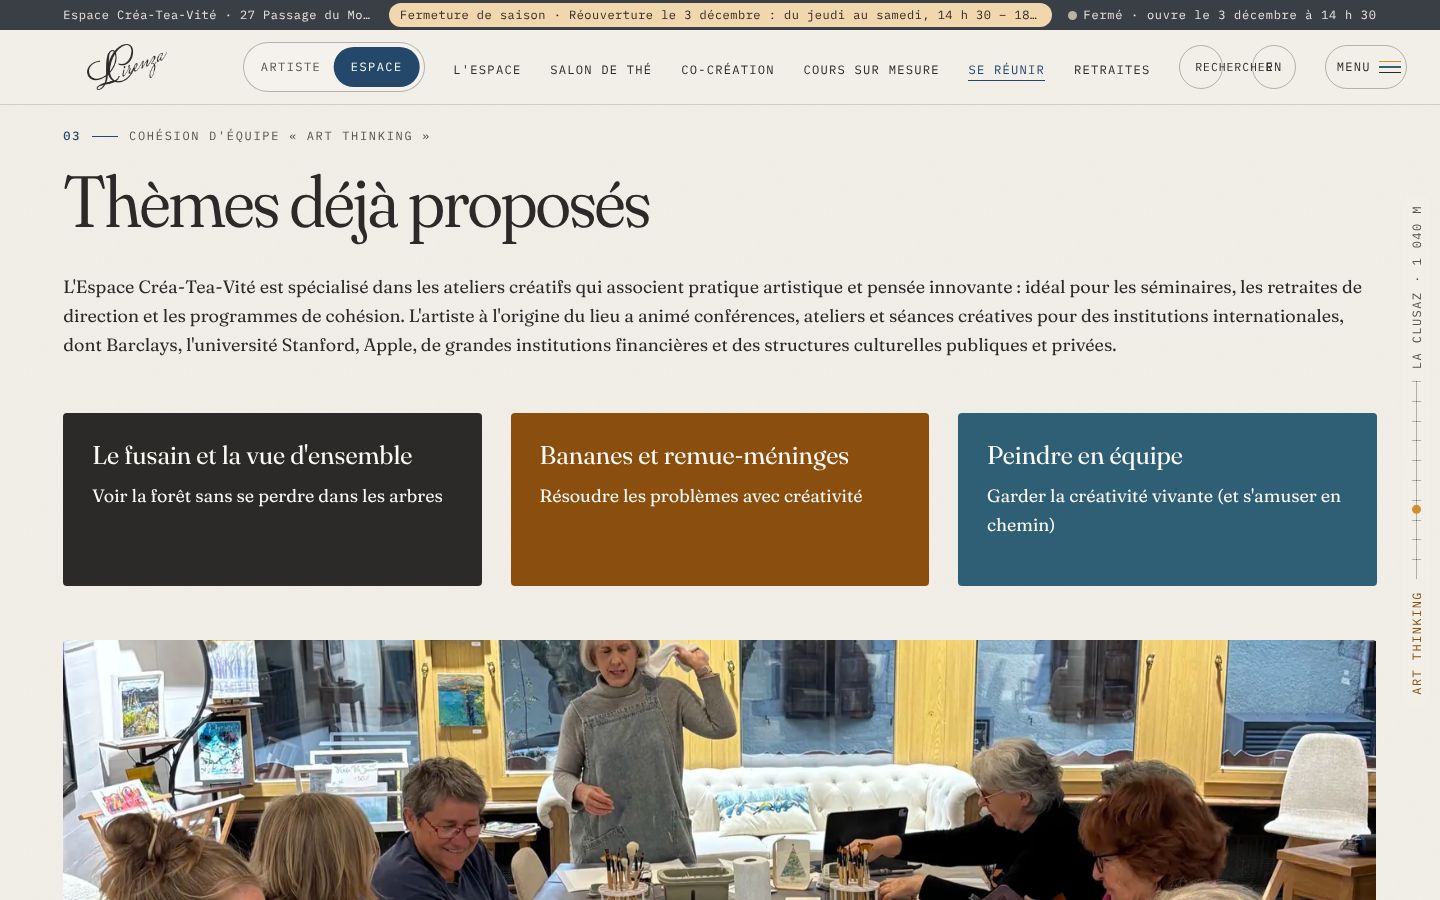 Espace Créa-Tea-Vité · 27 Passage du Mo…
Fermeture de saison · Réouverture le 3 décembre : du jeudi au samedi, 14 h 30 – 18…
Fermé · ouvre le 3 décembre à 14 h 30
Lirenza
ARTISTE
ESPACE
L'ESPACE
SALON DE THÉ
CO-CRÉATION
COURS SUR MESURE
SE RÉUNIR
RETRAITES
RECHERCHER
EN
MENU
03 — COHÉSION D'ÉQUIPE « ART THINKING »
Thèmes déjà proposés
L'Espace Créa-Tea-Vité est spécialisé dans les ateliers créatifs qui associent pratique artistique et pensée innovante : idéal pour les séminaires, les retraites de
direction et les programmes de cohésion. L'artiste à l'origine du lieu a animé conférences, ateliers et séances créatives pour des institutions internationales,
dont Barclays, l'université Stanford, Apple, de grandes institutions financières et des structures culturelles publiques et privées.
Le fusain et la vue d'ensemble
Voir la forêt sans se perdre dans les arbres
Bananes et remue-méninges
Résoudre les problèmes avec créativité
Peindre en équipe
Garder la créativité vivante (et s'amuser en
chemin)
LA CLUSAZ · 1 040 M
ART THINKING